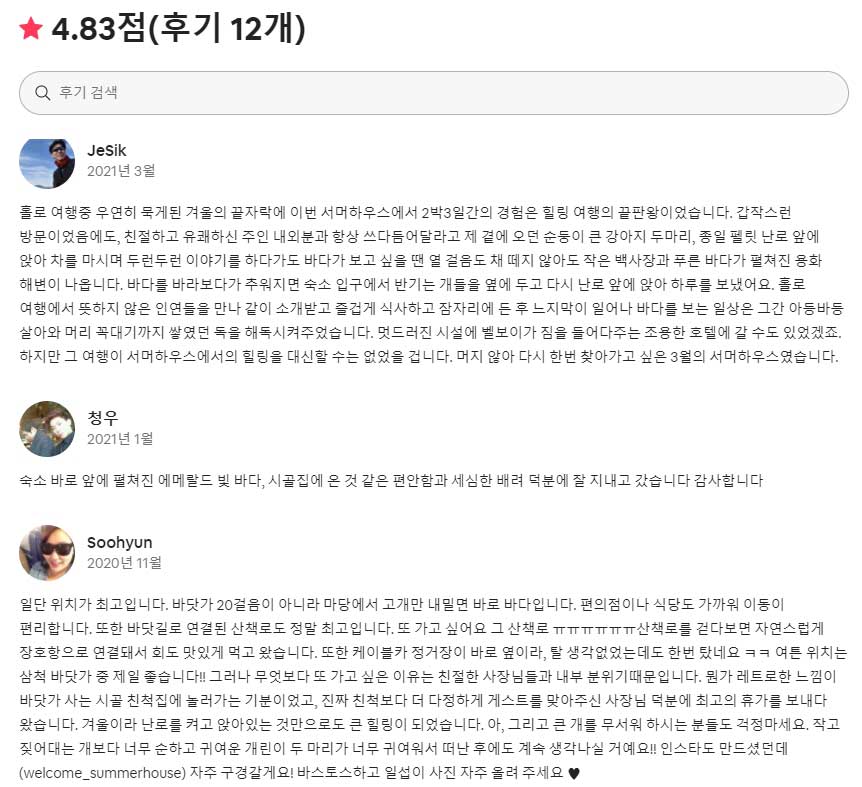 4.83점(후기 12개)
후기 검색
JeSik
2021년 3월
홀로 여행중 우연히 묵게된 겨울의 끝자락에 이번 서머하우스에서 2박3일간의 경험은 힐링 여행의 끝판왕이었습니다. 갑작스런
방문이었음에도, 친절하고 유쾌하신 주인 내외분과 항상 쓰다듬어달라고 제 곁에 오던 순둥이 큰 강아지 두마리, 종일 펠릿 난로 앞에
앉아 차를 마시며 두런두런 이야기를 하다가도 바다가 보고 싶을 땐 열 걸음도 채 떼지 않아도 작은 백사장과 푸른 바다가 펼쳐진 용화
해변이 나옵니다. 바다를 바라보다가 추워지면 숙소 입구에서 반기는 개들을 옆에 두고 다시 난로 앞에 앉아 하루를 보냈어요. 홀로
여행에서 뜻하지 않은 인연들을 만나 같이 소개받고 즐겁게 식사하고 잠자리에 든 후 느지막이 일어나 바다를 보는 일상은 그간 아둥바둥
살아와 머리 꼭대기까지 쌓였던 독을 해독시켜주었습니다. 멋드러진 시설에 벨보이가 짐을 들어다주는 조용한 호텔에 갈 수도 있었겠죠.
하지만 그 여행이 서머하우스에서의 힐링을 대신할 수는 없었을 겁니다. 머지 않아 다시 한번 찾아가고 싶은 3월의 서머하우스였습니다.
청우
2021년 1월
숙소 바로 앞에 펼쳐진 에메랄드 빛 바다, 시골집에 온 것 같은 편안함과 세심한 배려 덕분에 잘 지내고 갔습니다 감사합니다
Soohyun
2020년 11월
일단 위치가 최고입니다. 바닷가 20걸음이 아니라 마당에서 고개만 내밀면 바로 바다입니다. 편의점이나 식당도 가까워 이동이
편리합니다. 또한 바닷길로 연결된 산책로도 정말 최고입니다. 또 가고 싶어요 그 산책로 ㅠㅠㅠㅠㅠㅠ산책로를 걷다보면 자연스럽게
장호항으로 연결돼서 회도 맛있게 먹고 왔습니다. 또한 케이블카 정거장이 바로 옆이라, 탈 생각없었는데도 한번 탔네요 ㅋㅋ 여튼 위치는
삼척 바닷가 중 제일 좋습니다!! 그러나 무엇보다 또 가고 싶은 이유는 친절한 사장님들과 내부 분위기때문입니다. 뭔가 레트로한 느낌이
바닷가 사는 시골 친척집에 놀러가는 기분이었고, 진짜 친척보다 더 다정하게 게스트를 맞아주신 사장님 덕분에 최고의 휴가를 보내다
왔습니다. 겨울이라 난로를 켜고 앉아있는 것만으로도 큰 힐링이 되었습니다. 아, 그리고 큰 개를 무서워 하시는 분들도 걱정마세요. 작고
짖어대는 개보다 너무 순하고 귀여운 개린이 두 마리가 너무 귀여워서 떠난 후에도 계속 생각나실 거예요!! 인스타도 만드셨던데
(welcome_summerhouse) 자주 구경갈게요! 바스토스하고 일섭이 사진 자주 올려 주세요 ♥